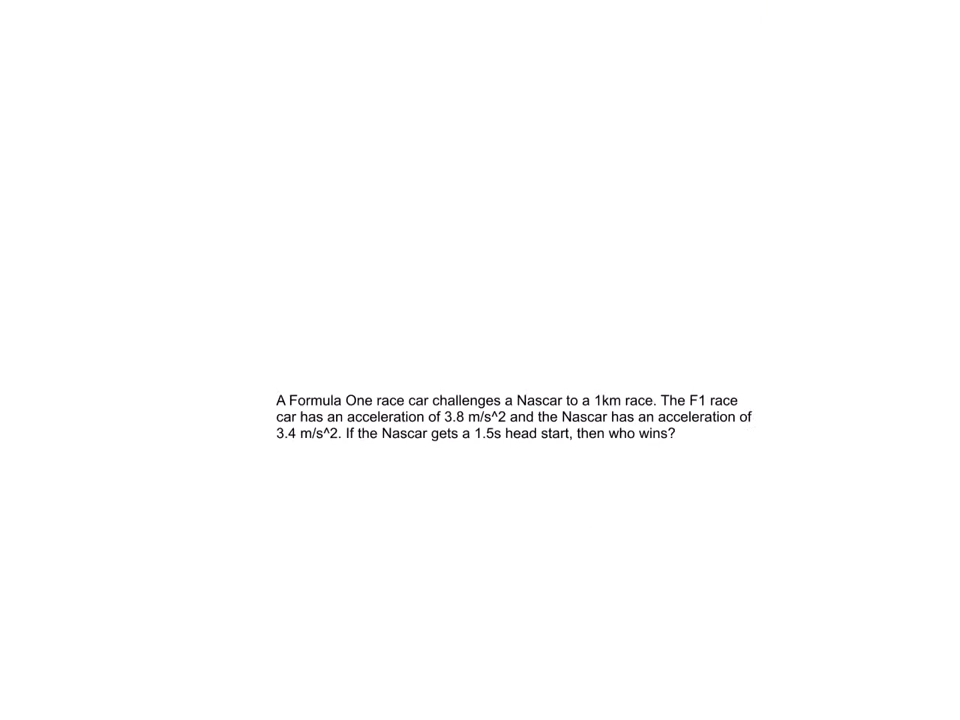 A Formula One race car challenges a Nascar to a 1km race. The F1 race
car has an acceleration of 3.8 m/s^2 and the Nascar has an acceleration of
3.4 m/s^2. If the Nascar gets a 1.5s head start, then who wins?